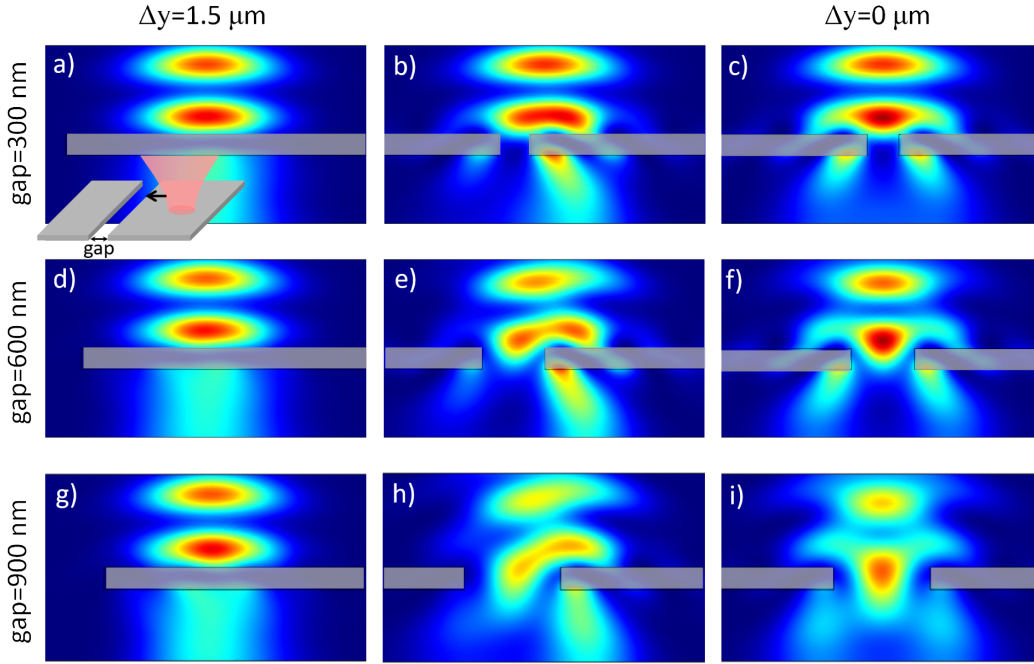 Δy=1.5 μm
Δy=0 μm
gap=300 nm
a)
b)
c)
gap
gap=600 nm
d)
e)
f)
gap=900 nm
g)
h)
i)